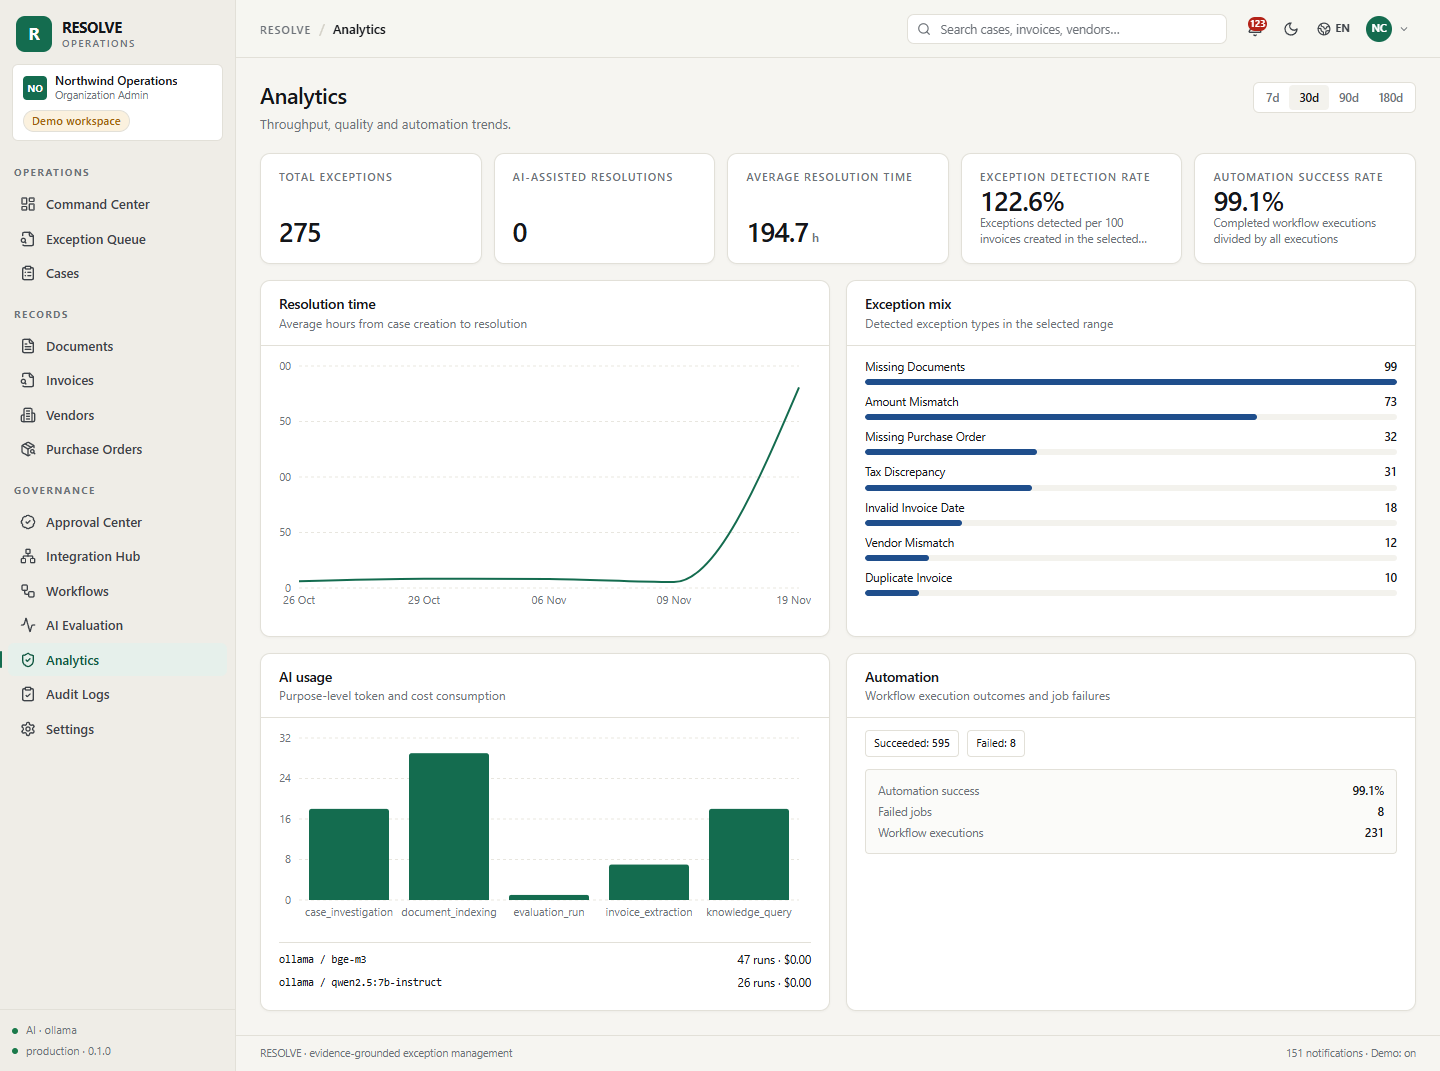 R
RESOLVE
OPERATIONS
NO
Northwind Operations
Organization Admin
Demo workspace
OPERATIONS
Command Center
Exception Queue
Cases
RECORDS
Documents
Invoices
Vendors
Purchase Orders
GOVERNANCE
Approval Center
Integration Hub
Workflows
AI Evaluation
Analytics
Audit Logs
Settings
AI · ollama
production · 0.1.0
RESOLVE / Analytics
Search cases, invoices, vendors...
123
EN
NC
Analytics
Throughput, quality and automation trends.
7d 30d 90d 180d
TOTAL EXCEPTIONS
275
AI-ASSISTED RESOLUTIONS
0
AVERAGE RESOLUTION TIME
194.7 h
EXCEPTION DETECTION RATE
122.6%
Exceptions detected per 100
invoices created in the selected...
AUTOMATION SUCCESS RATE
99.1%
Completed workflow executions
divided by all executions
Resolution time
Average hours from case creation to resolution
00
50
00
50
0
26 Oct 29 Oct 06 Nov 09 Nov 19 Nov
Exception mix
Detected exception types in the selected range
Missing Documents 99
Amount Mismatch 73
Missing Purchase Order 32
Tax Discrepancy 31
Invalid Invoice Date 18
Vendor Mismatch 12
Duplicate Invoice 10
AI usage
Purpose-level token and cost consumption
32
24
16
8
0
case_investigation document_indexing evaluation_run invoice_extraction knowledge_query
ollama / bge-m3 47 runs · $0.00
ollama / qwen2.5:7b-instruct 26 runs · $0.00
Automation
Workflow execution outcomes and job failures
Succeeded: 595 Failed: 8
Automation success 99.1%
Failed jobs 8
Workflow executions 231
RESOLVE · evidence-grounded exception management
151 notifications · Demo: on